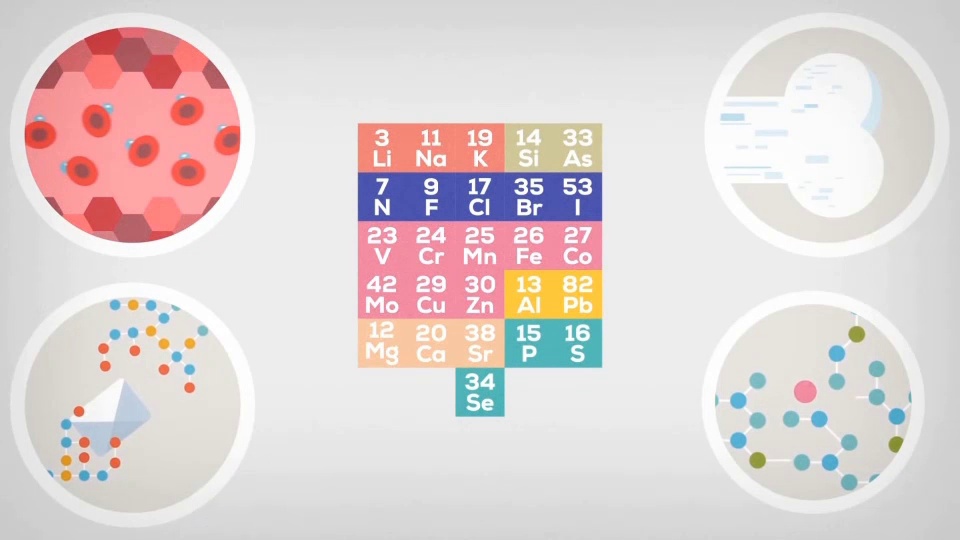 3 11 19 14 33
Li Na K Si As
7 9 17 35 53
N F Cl Br I
23 24 25 26 27
V Cr Mn Fe Co
42 29 30 13 82
Mo Cu Zn Al Pb
12 20 38 15 16
Mg Ca Sr P S
34
Se